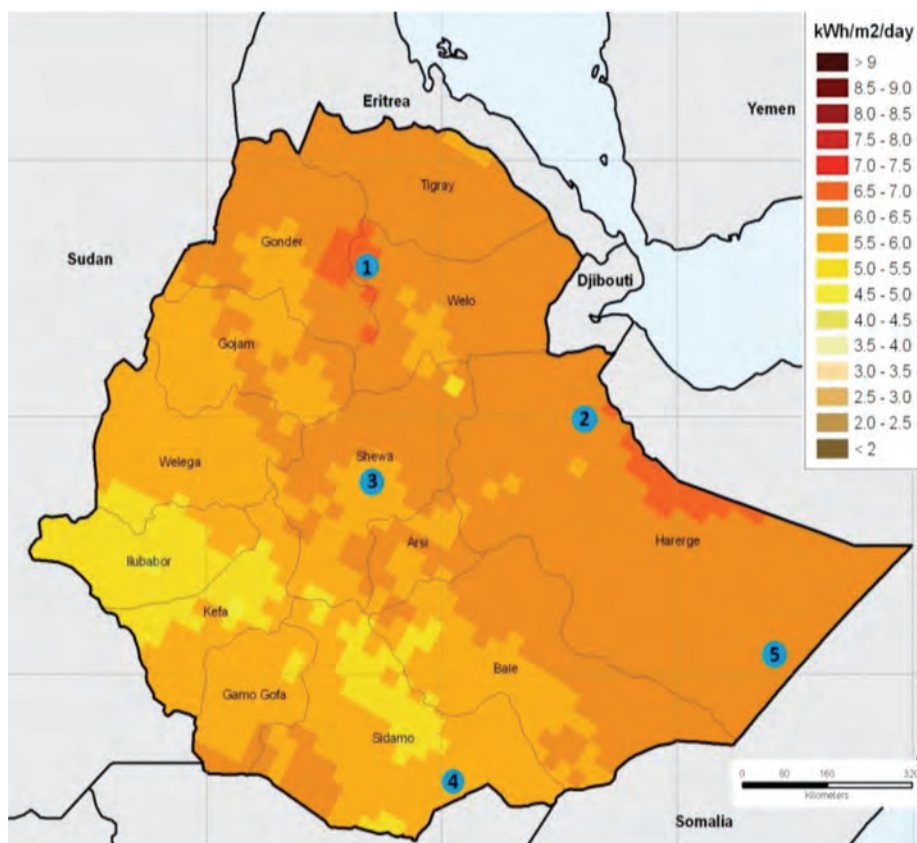 kWh/m2/day
> 9
8.5 - 9.0
8.0 - 8.5
7.5 - 8.0
7.0 - 7.5
6.5 - 7.0
6.0 - 6.5
5.5 - 6.0
5.0 - 5.5
4.5 - 5.0
4.0 - 4.5
3.5 - 4.0
3.0 - 3.5
2.5 - 3.0
2.0 - 2.5
< 2
Eritrea
Yemen
Tigray
Gonder
Sudan
1
Djibouti
Welo
Gojam
2
Shewa
Welega
3
Harerge
Arsi
Ilubabor
Kefa
5
Bale
Gamo Gofa
Sidamo
4
0 80 160 320
Kilometers
Somalia